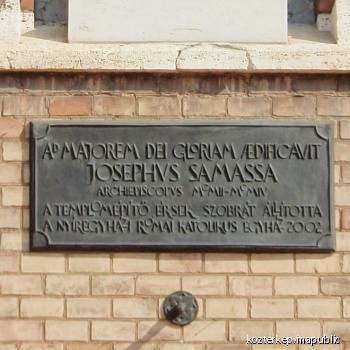 AD MAJOREM DEI GLORIAM ÆDIFICAVIT
JOSEPHVS SAMASSA
ARCHIEPISCOPVS MCMII-MCMIV
A TEMPLOMÉPÍTŐ ÉRSEK SZOBRÁT ÁLLÍTOTTA
A NYÍREGYHÁZI RÓMAI KATOLIKUS EGYHÁZ 2002
kozterkep/mapublic